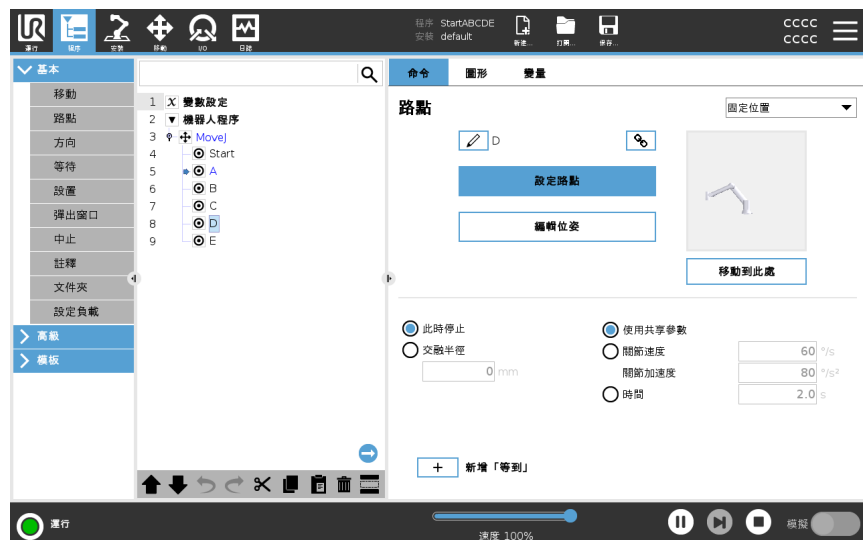 程序 StartABCDE
安裝 default
CCCC
CCCC
運行
程序
安裝
移動
I/O
日誌
新建...
打開...
保存...
基本
移動
路點
方向
等待
設置
彈出窗口
中止
註釋
文件夾
設定負載
高級
模板
1 X 變數設定
2 ▼ 機器人程序
3 MoveJ
4 Start
5 A
6 B
7 C
8 D
9 E
命令 圖形 變量
路點
固定位置
D
設定路點
編輯位姿
移動到此處
此時停止
交融半徑
0 mm
使用共享參數
關節速度 60 °/s
關節加速度 80 °/s²
時間 2.0 s
+ 新增「等到」
運行
速度 100%
模擬